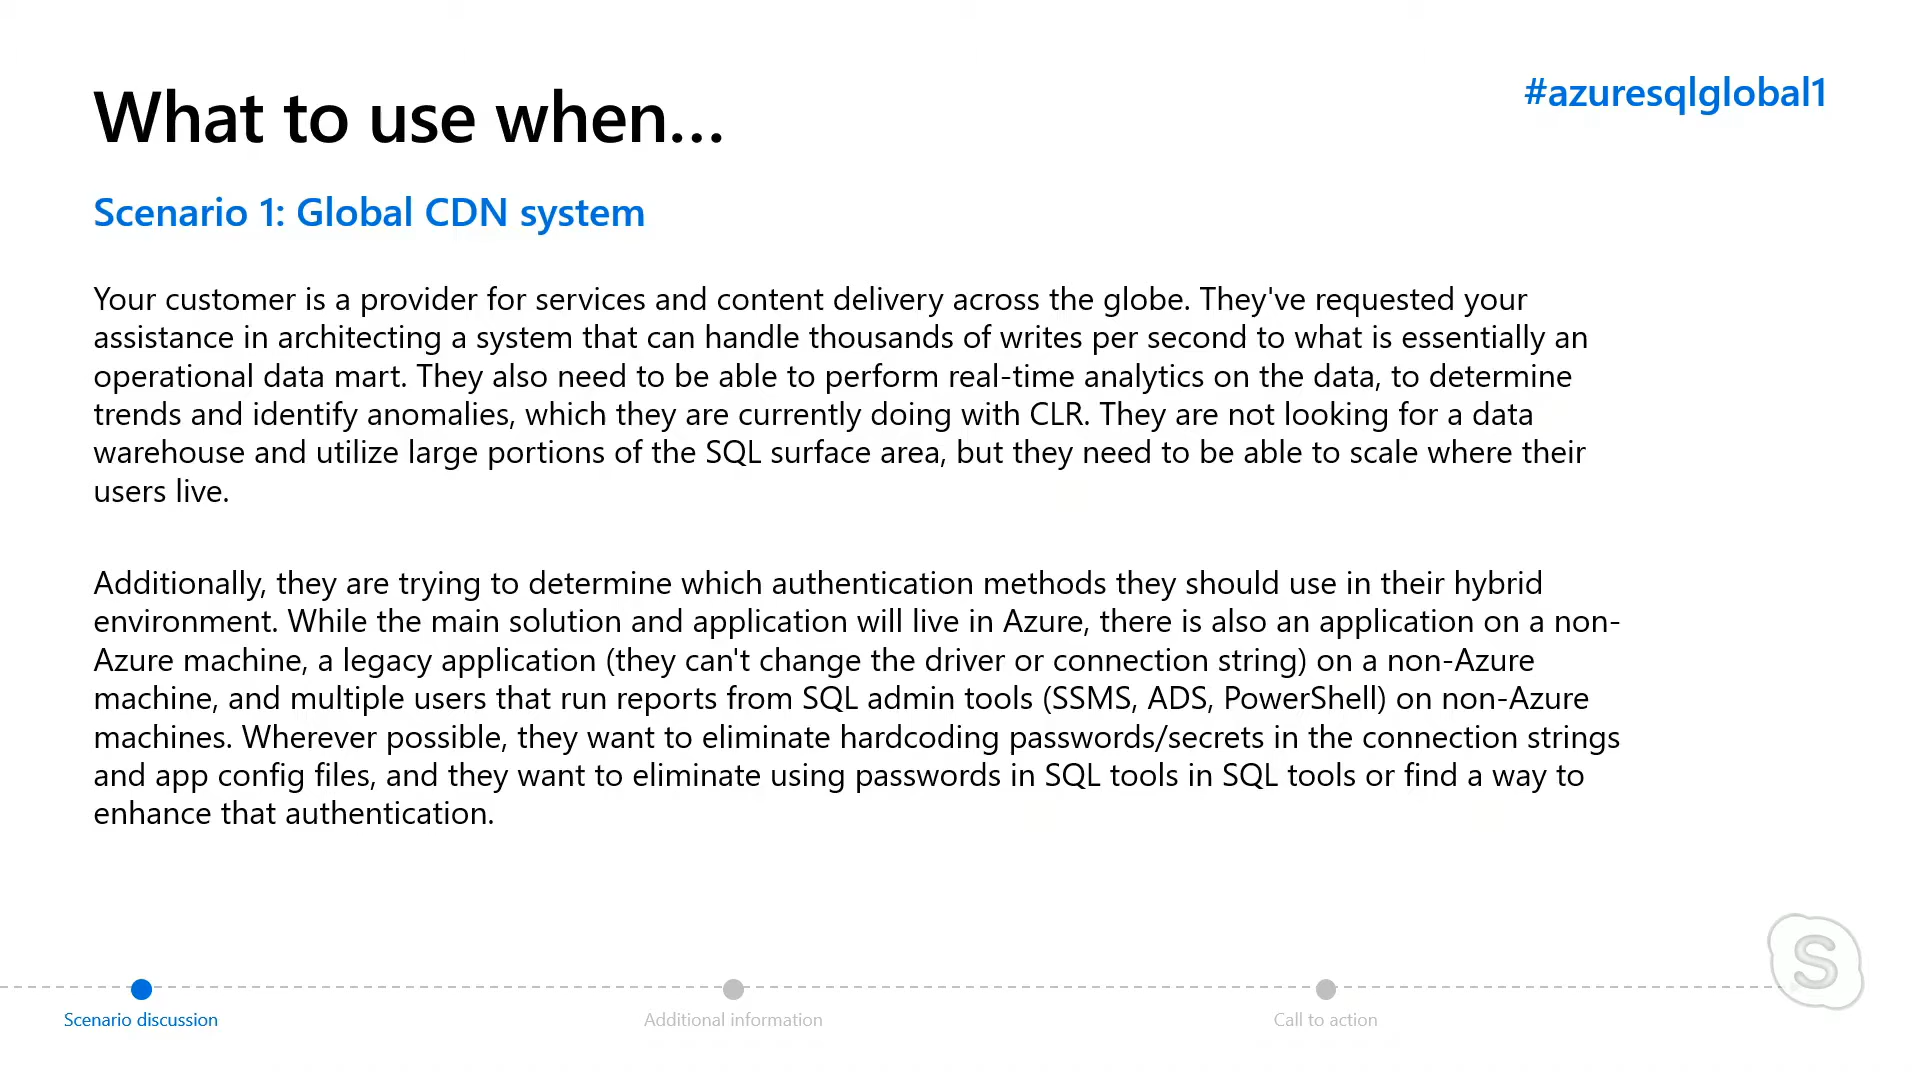 What to use when...
#azuresqlglobal1
Scenario 1: Global CDN system
Your customer is a provider for services and content delivery across the globe. They've requested your
assistance in architecting a system that can handle thousands of writes per second to what is essentially an
operational data mart. They also need to be able to perform real-time analytics on the data, to determine
trends and identify anomalies, which they are currently doing with CLR. They are not looking for a data
warehouse and utilize large portions of the SQL surface area, but they need to be able to scale where their
users live.
Additionally, they are trying to determine which authentication methods they should use in their hybrid
environment. While the main solution and application will live in Azure, there is also an application on a non-
Azure machine, a legacy application (they can't change the driver or connection string) on a non-Azure
machine, and multiple users that run reports from SQL admin tools (SSMS, ADS, PowerShell) on non-Azure
machines. Wherever possible, they want to eliminate hardcoding passwords/secrets in the connection strings
and app config files, and they want to eliminate using passwords in SQL tools in SQL tools or find a way to
enhance that authentication.
S
Scenario discussion
Additional information
Call to action